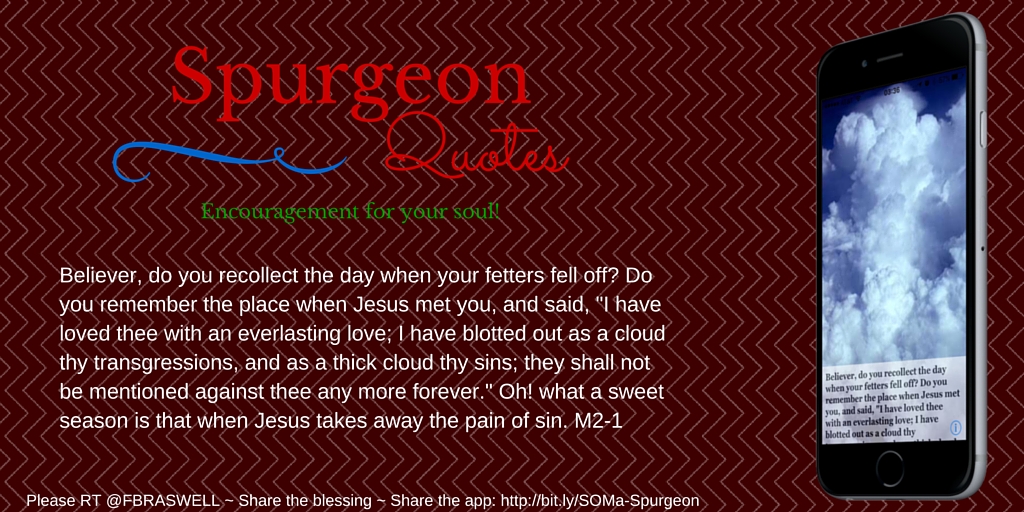 Spurgeon
Quotes
Encouragement for your soul!
Believer, do you recollect the day when your fetters fell off? Do
you remember the place when Jesus met you, and said, "I have
loved thee with an everlasting love; I have blotted out as a cloud
thy transgressions, and as a thick cloud thy sins; they shall not
be mentioned against thee any more forever." Oh! what a sweet
season is that when Jesus takes away the pain of sin. M2-1
Please RT @FBRASWELL ~ Share the blessing ~ Share the app: http://bit.ly/SOMa-Spurgeon
Believer, do you recollect the day
when your fetters fell off? Do you
remember the place when Jesus met
you, and said, "I have loved thee
with an everlasting love; I have
blotted out as a cloud thy